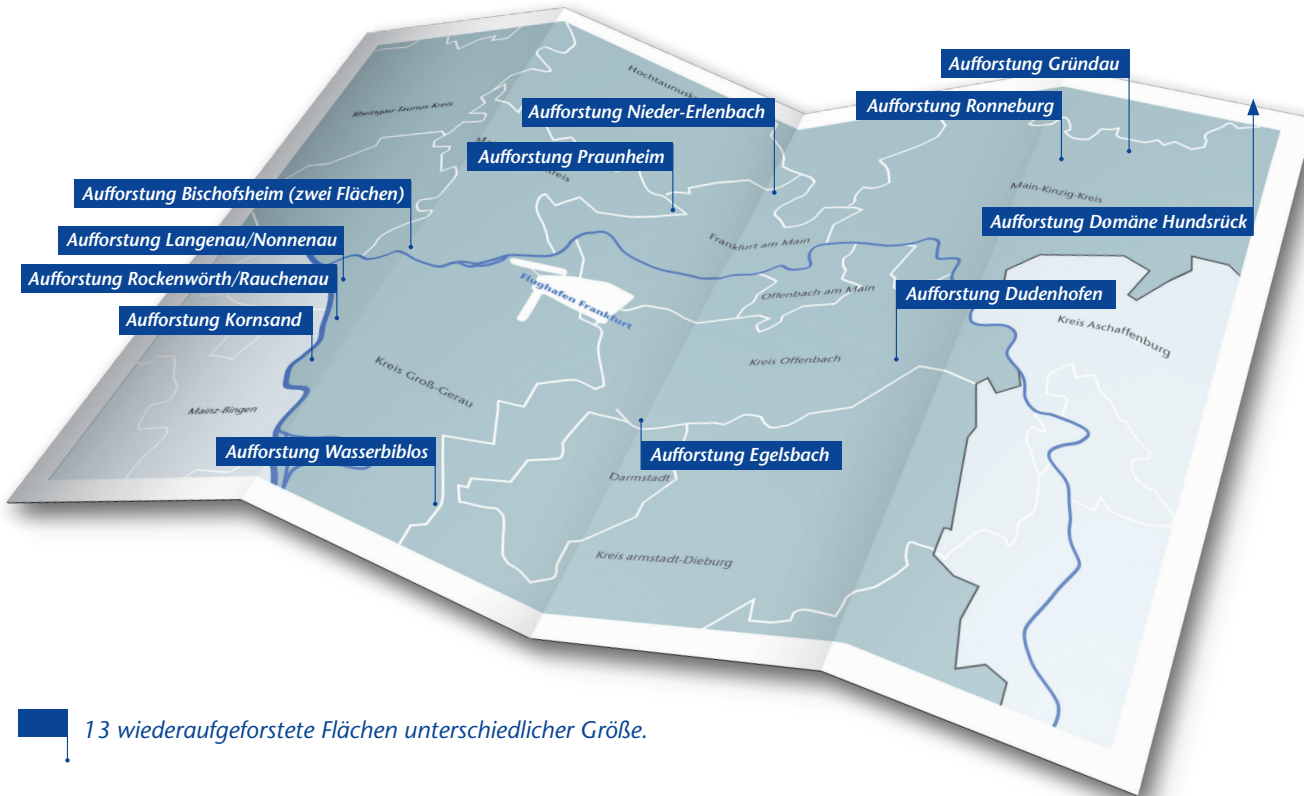 Aufforstung Gründau
Aufforstung Ronneburg
Aufforstung Nieder-Erlenbach
Aufforstung Praunheim
Aufforstung Bischofsheim (zwei Flächen)
Aufforstung Domäne Hundsrück
Aufforstung Langenau/Nonnenau
Aufforstung Rockenwörth/Rauchenau
Aufforstung Dudenhofen
Aufforstung Kornsand
Aufforstung Wasserbiblos
Aufforstung Egelsbach
Rheingau-Taunus-Kreis
Main-Kinzig-Kreis
Frankfurt am Main
Flughafen Frankfurt
Offenbach am Main
Kreis Aschaffenburg
Kreis Offenbach
Kreis Groß-Gerau
Mainz-Bingen
Darmstadt
Kreis armstadt-Dieburg
13 wiederaufgeforstete Flächen unterschiedlicher Größe.